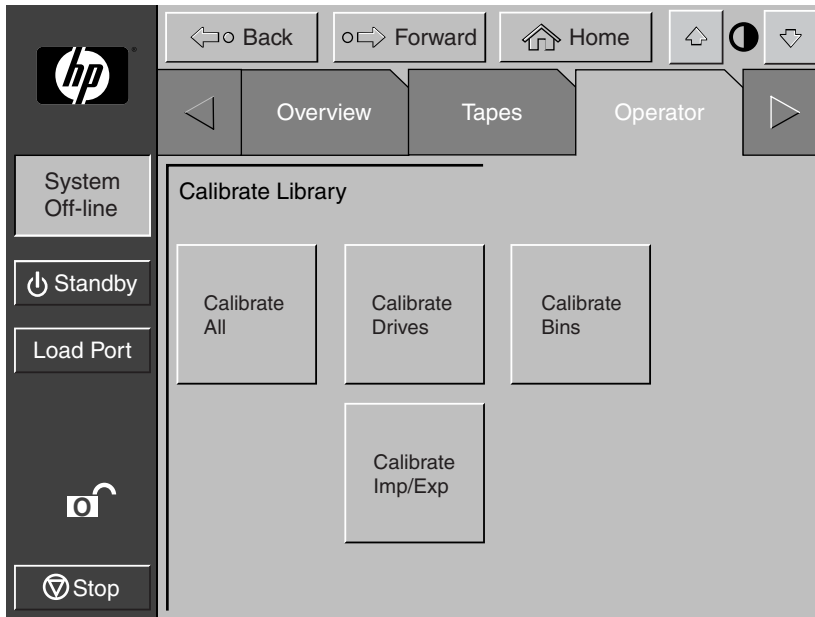 hp
Back
Forward
Home
Overview
Tapes
Operator
System
Off-line
Standby
Load Port
O
Stop
Calibrate Library
Calibrate
All
Calibrate
Drives
Calibrate
Bins
Calibrate
Imp/Exp